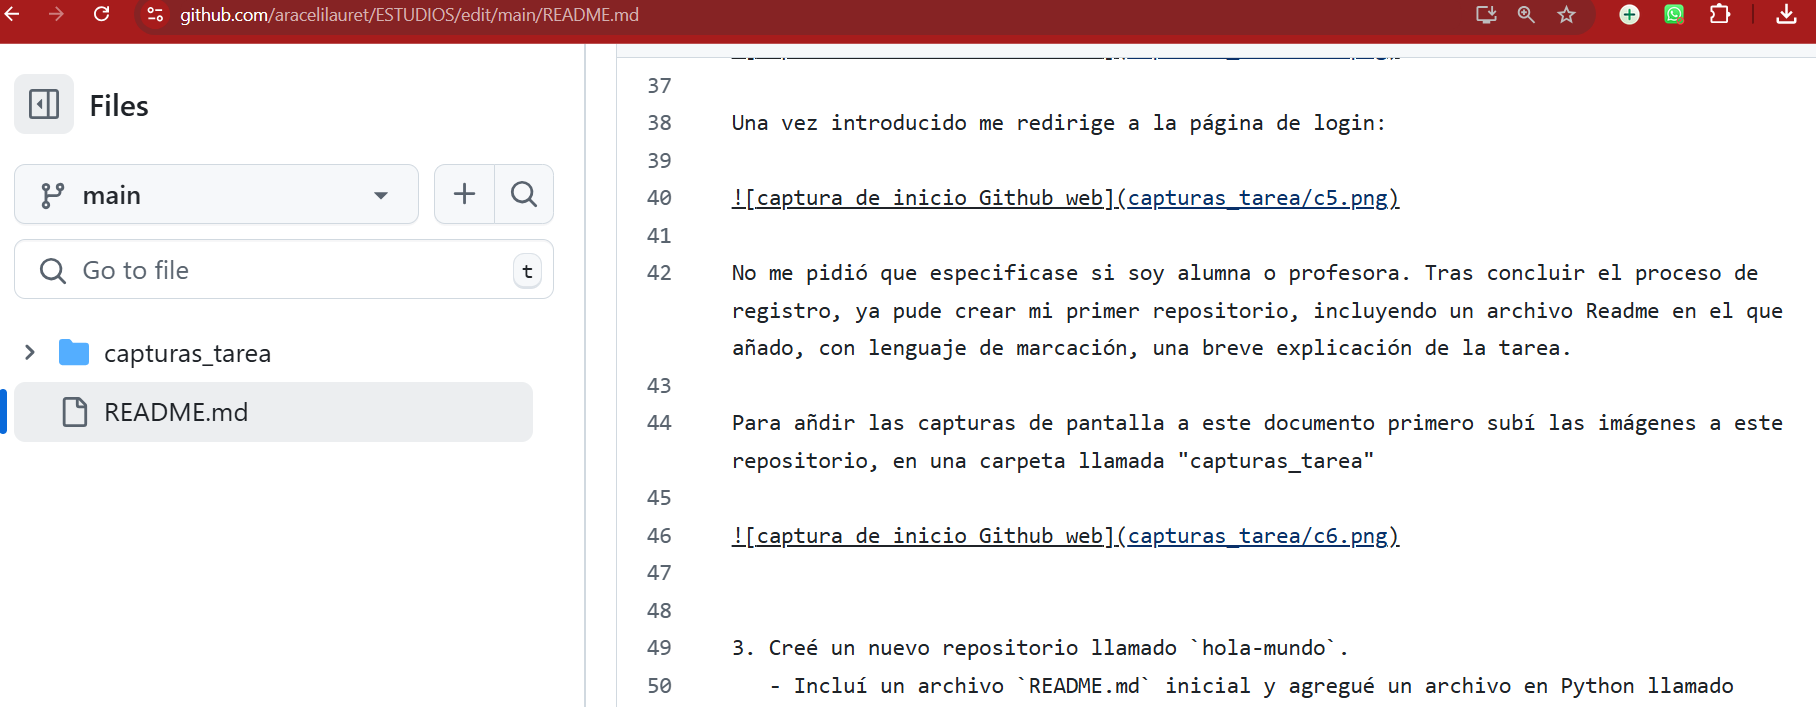 github.com/aracelilauret/ESTUDIOS/edit/main/README.md
Files
main
Go to file
t
capturas_tarea
README.md
37
38 Una vez introducido me redirige a la página de login:
39
40 ![captura de inicio Github web](capturas_tarea/c5.png)
41
42 No me pidió que especificase si soy alumna o profesora. Tras concluir el proceso de
registro, ya pude crear mi primer repositorio, incluyendo un archivo Readme en el que
añado, con lenguaje de marcación, una breve explicación de la tarea.
43
44 Para añdir las capturas de pantalla a este documento primero subí las imágenes a este
repositorio, en una carpeta llamada "capturas_tarea"
45
46 ![captura de inicio Github web](capturas_tarea/c6.png)
47
48
49 3. Creé un nuevo repositorio llamado `hola-mundo`.
50 - Incluí un archivo `README.md` inicial y agregué un archivo en Python llamado